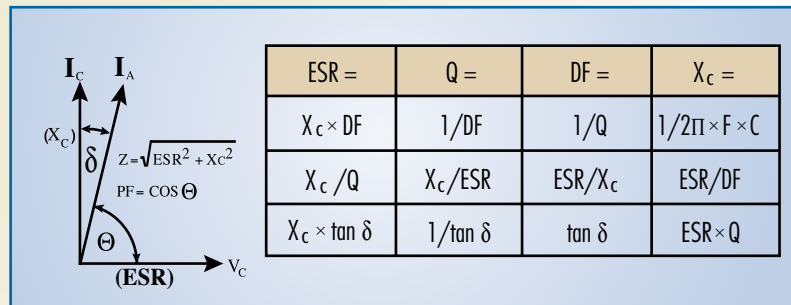 I_C I_A
(X_C)
δ
Z = √ESR² + XC²
PF = COS Θ
Θ
V_C
(ESR)
ESR = Q = DF = X_c =
X_c × DF 1/DF 1/Q 1/2Π × F × C
X_c /Q X_c/ESR ESR/X_c ESR/DF
X_c × tan δ 1/tan δ tan δ ESR × Q